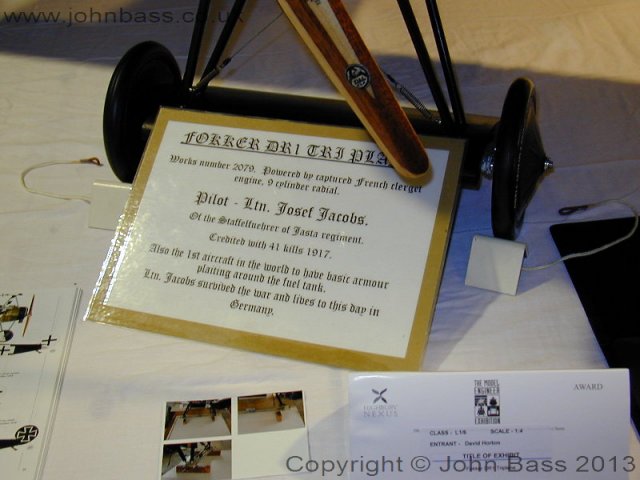 www.johnbass.co.uk
FOKKER DR1 TRI PLA
Works number 2079. Powered by captured French clerget
engine, 9 cylinder radial.
Pilot - Ltn. Josef Jacobs.
Of the Staffelfuehrer of Jasta regiment.
Credited with 41 kills 1917.
Also the 1st aircraft in the world to have basic armour
plaiting around the fuel tank.
Ltn. Jacobs survived the war and lives to this day in
Germany.
NEXUS
THE MODEL
ENGINEER
EXHIBITION
AWARD
CLASS - L1/6 SCALE - 1:4
ENTRANT - David Horton
TITLE OF EXHIBIT
Copyright © John Bass 2013